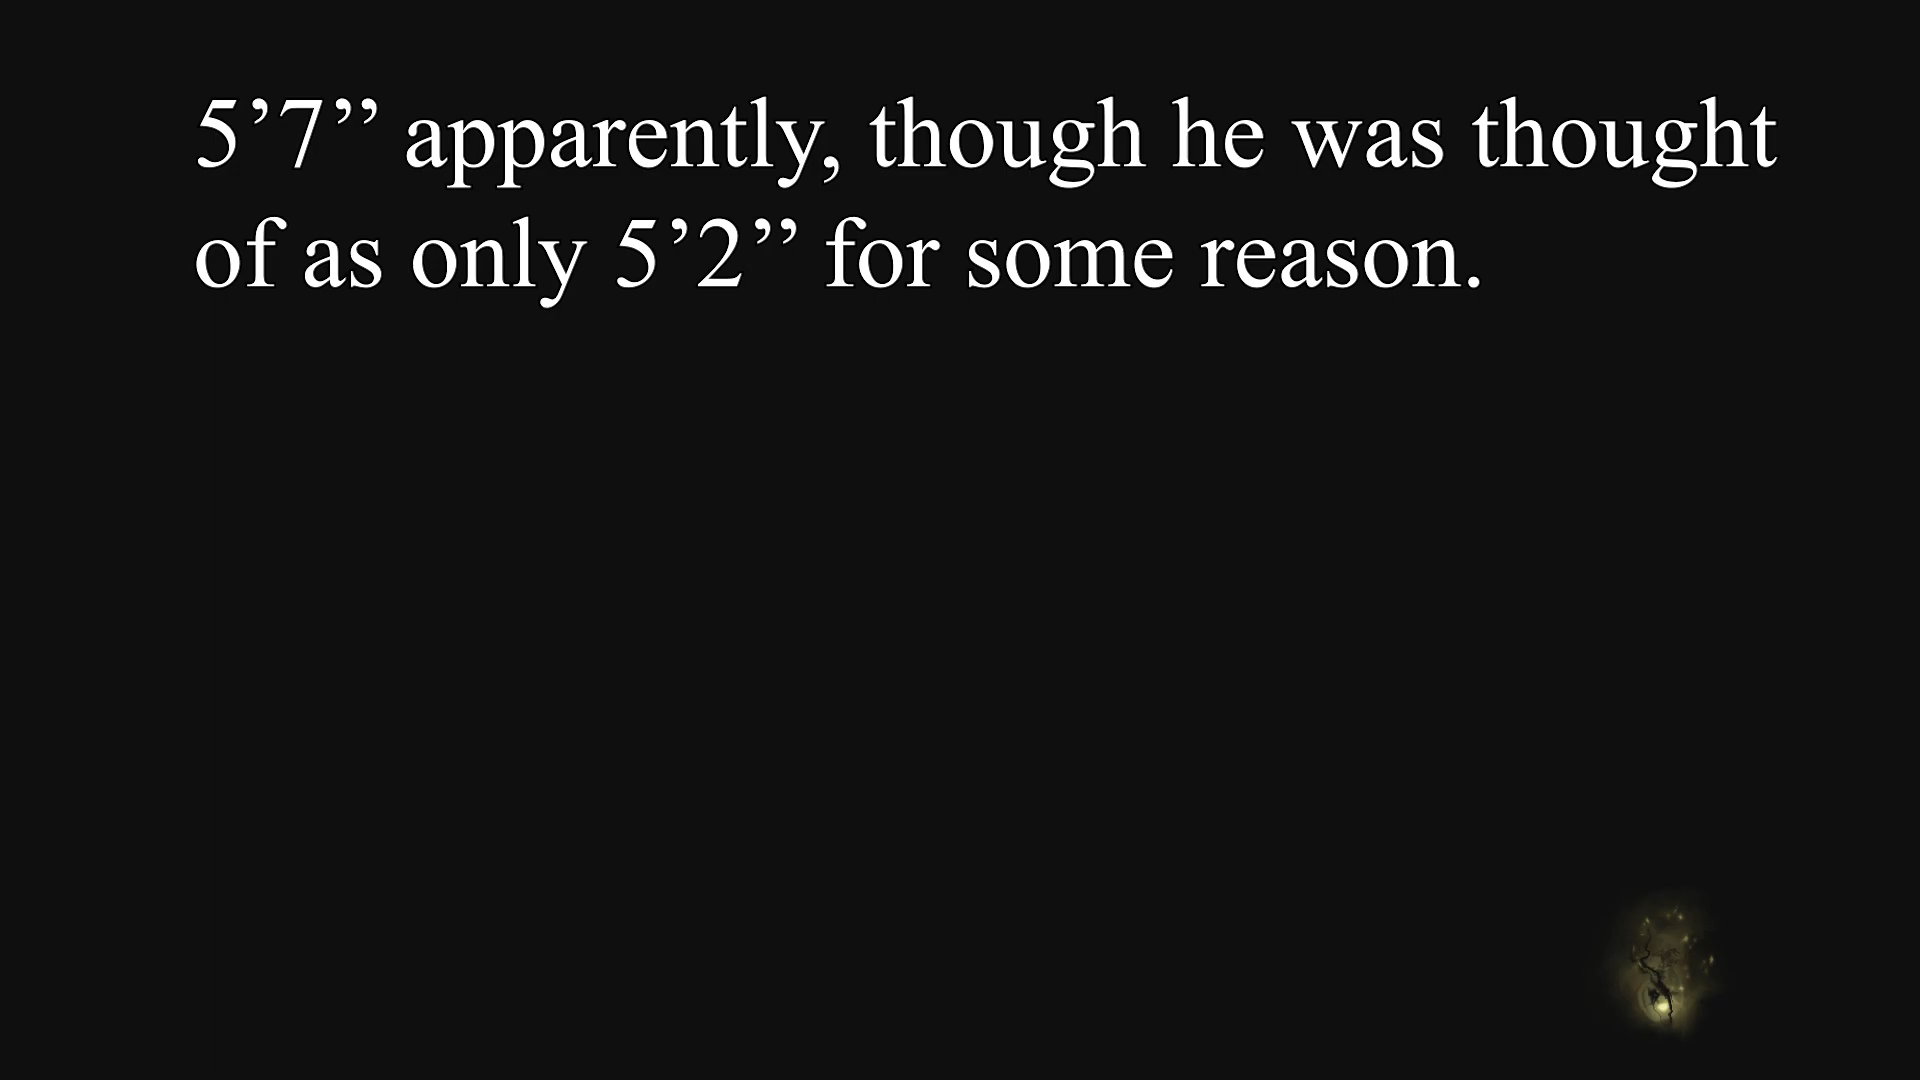 5’7’’ apparently, though he was thought
of as only 5’2’’ for some reason.